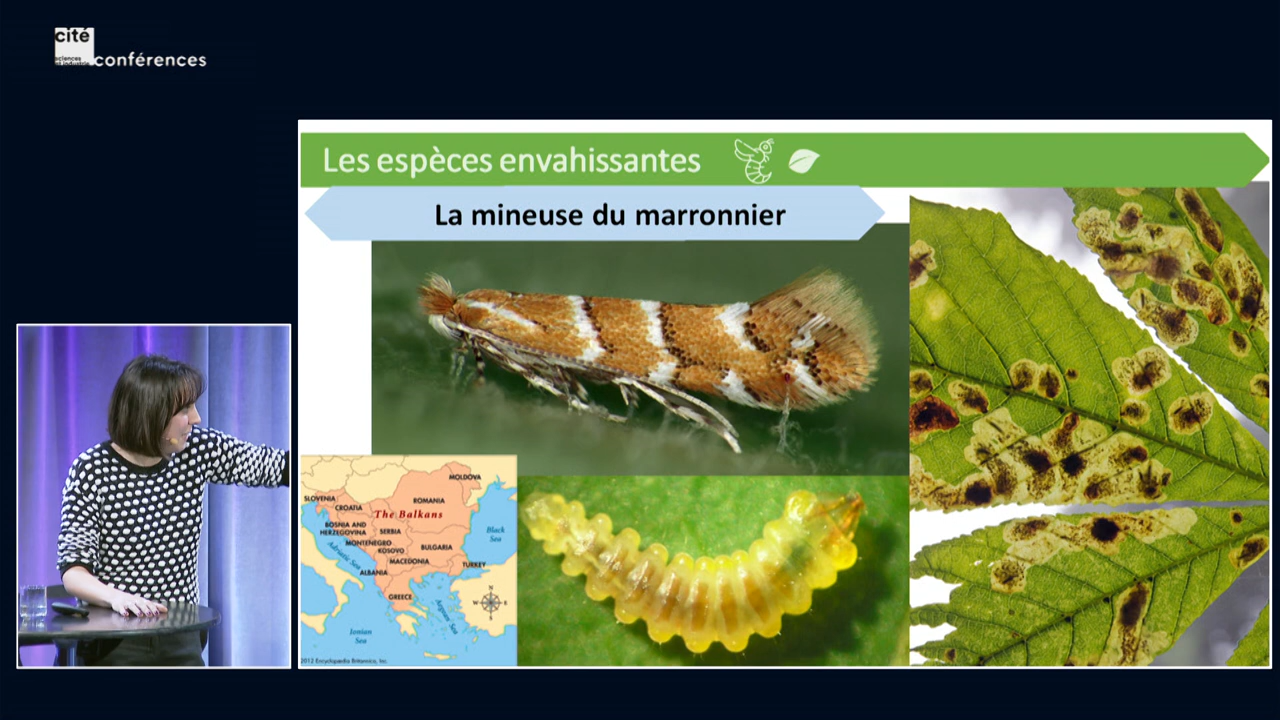 cité
sciences
et industrie
conférences
Les espèces envahissantes
La mineuse du marronnier
MOLDOVA
SLOVENIA
ROMANIA
CROATIA
The Balkans
BOSNIA AND
HERZEGOVINA
SERBIA
Black
Sea
MONTENEGRO
KOSOVO
BULGARIA
Adriatic Sea
MACEDONIA
ALBANIA
TURKEY
GREECE
N
W
E
S
Aegean Sea
Ionian
Sea
2012 Encyclopædia Britannica, Inc.